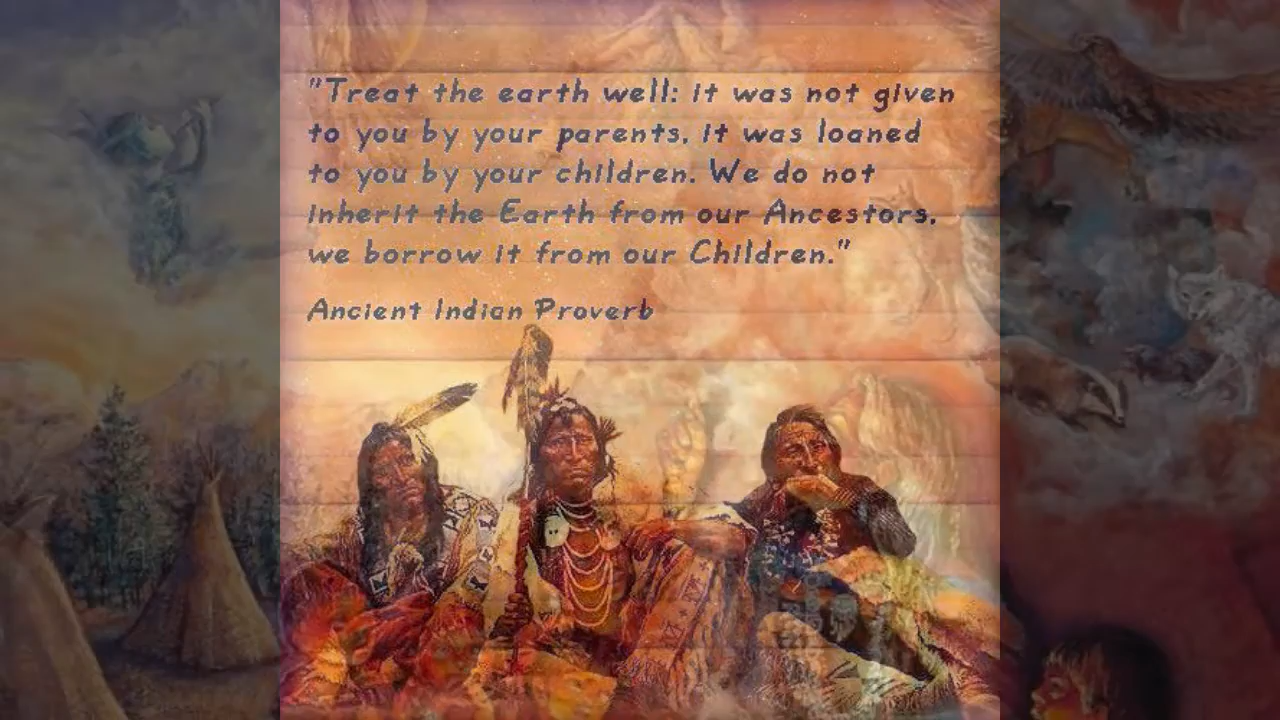 "Treat the earth well: it was not given
to you by your parents, it was loaned
to you by your children. We do not
inherit the Earth from our Ancestors,
we borrow it from our Children."
Ancient Indian Proverb